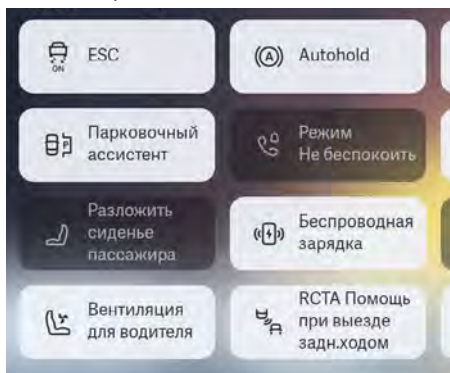 ESC
ON
Autohold
(A)
Парковочный
ассистент
P
Режим
Не беспокоить
Разложить
сиденье
пассажира
Беспроводная
зарядка
Вентиляция
для водителя
RCTA Помощь
при выезде
задн.ходом